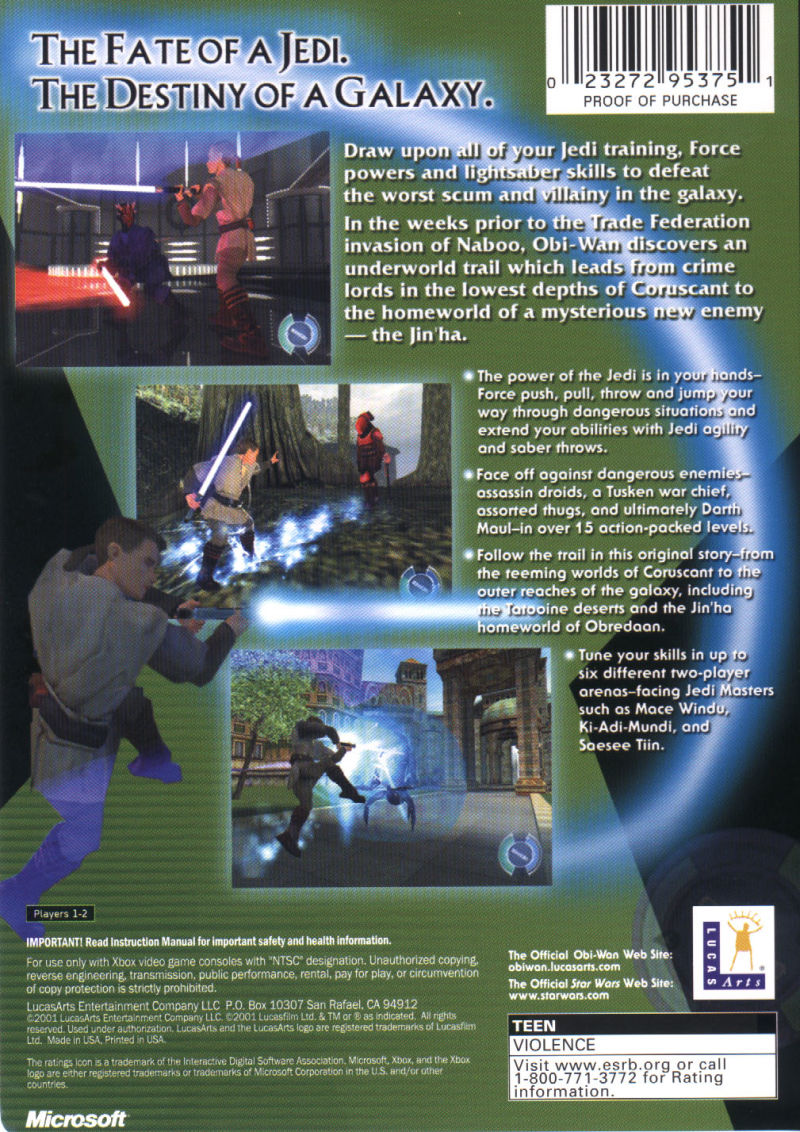 THE FATE OF A JEDI.
THE DESTINY OF A GALAXY.
0 23272 95375 1
PROOF OF PURCHASE
Draw upon all of your Jedi training, Force
powers and lightsaber skills to defeat
the worst scum and villainy in the galaxy.
In the weeks prior to the Trade Federation
invasion of Naboo, Obi-Wan discovers an
underworld trail which leads from crime
lords in the lowest depths of Coruscant to
the homeworld of a mysterious new enemy
— the Jin'ha.
• The power of the Jedi is in your hands–
Force push, pull, throw and jump your
way through dangerous situations and
extend your abilities with Jedi agility
and saber throws.
• Face off against dangerous enemies–
assassin droids, a Tusken war chief,
assorted thugs, and ultimately Darth
Maul–in over 15 action-packed levels.
• Follow the trail in this original story–from
the teeming worlds of Coruscant to the
outer reaches of the galaxy, including
the Tatooine deserts and the Jin'ha
homeworld of Obredaan.
• Tune your skills in up to
six different two-player
arenas–facing Jedi Masters
such as Mace Windu,
Ki-Adi-Mundi, and
Saesee Tiin.
Players 1-2
IMPORTANT! Read Instruction Manual for important safety and health information.
For use only with Xbox video game consoles with "NTSC" designation. Unauthorized copying,
reverse engineering, transmission, public performance, rental, pay for play, or circumvention
of copy protection is strictly prohibited.
LucasArts Entertainment Company LLC P.O. Box 10307 San Rafael, CA 94912
©2001 LucasArts Entertainment Company LLC. ©2001 Lucasfilm Ltd. & TM or ® as indicated. All rights
reserved. Used under authorization. LucasArts and the LucasArts logo are registered trademarks of Lucasfilm
Ltd. Made in USA, Printed in USA.
The ratings icon is a trademark of the Interactive Digital Software Association. Microsoft, Xbox, and the Xbox
logo are either registered trademarks or trademarks of Microsoft Corporation in the U.S. and/or other
countries.
Microsoft
The Official Obi-Wan Web Site:
obiwan.lucasarts.com
The Official Star Wars Web Site:
www.starwars.com
LUCAS
Arts ®
TEEN
VIOLENCE
Visit www.esrb.org or call
1-800-771-3772 for Rating
information.